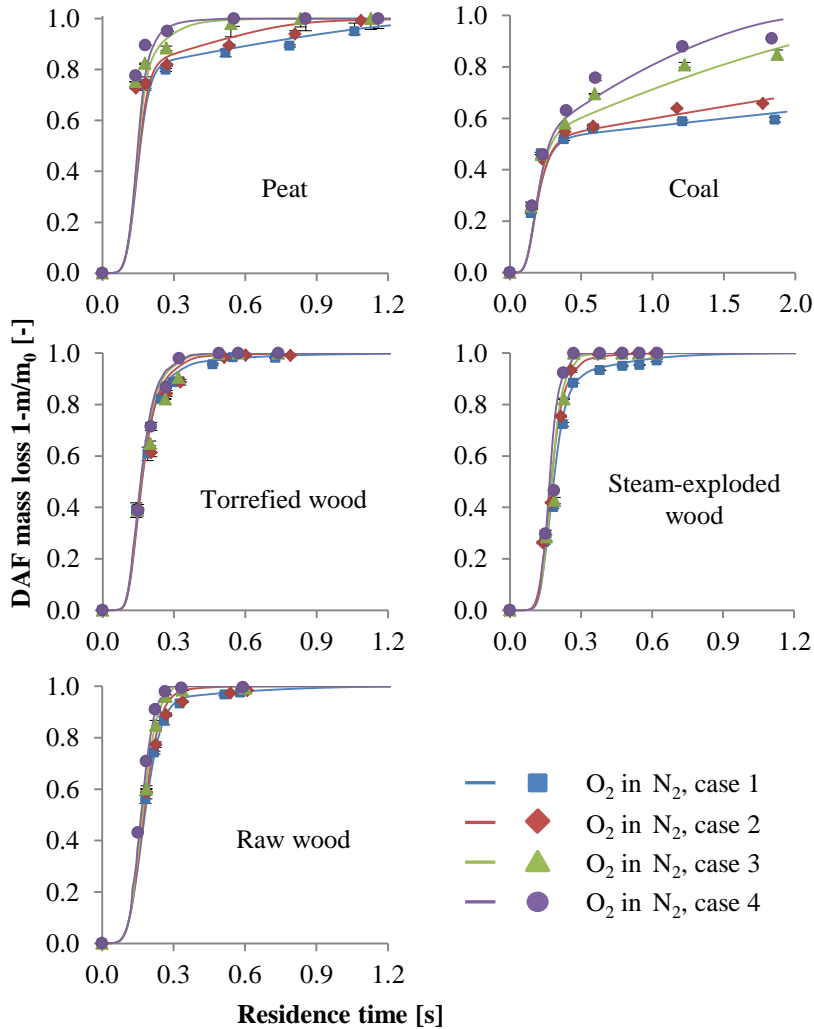 1.0
0.8
0.6
0.4
0.2
0.0
Peat
0.0 0.3 0.6 0.9 1.2
1.0
0.8
0.6
0.4
0.2
0.0
Coal
0.0 0.4 1.0 2.0
DAF mass loss 1-m/m₀ [-]
1.0
0.8
0.6
0.4
0.2
0.0
Torrefied wood
0.0 0.3 0.6 0.9 1.2
1.0
0.8
0.6
0.4
0.2
0.0
Steam-exploded
wood
0.0 0.3 0.6 0.9 1.2
1.0
0.8
0.6
0.4
0.2
0.0
Raw wood
0.0 0.3 0.6 0.9 1.2
Residence time [s]
O₂ in N₂, case 1
O₂ in N₂, case 2
O₂ in N₂, case 3
O₂ in N₂, case 4